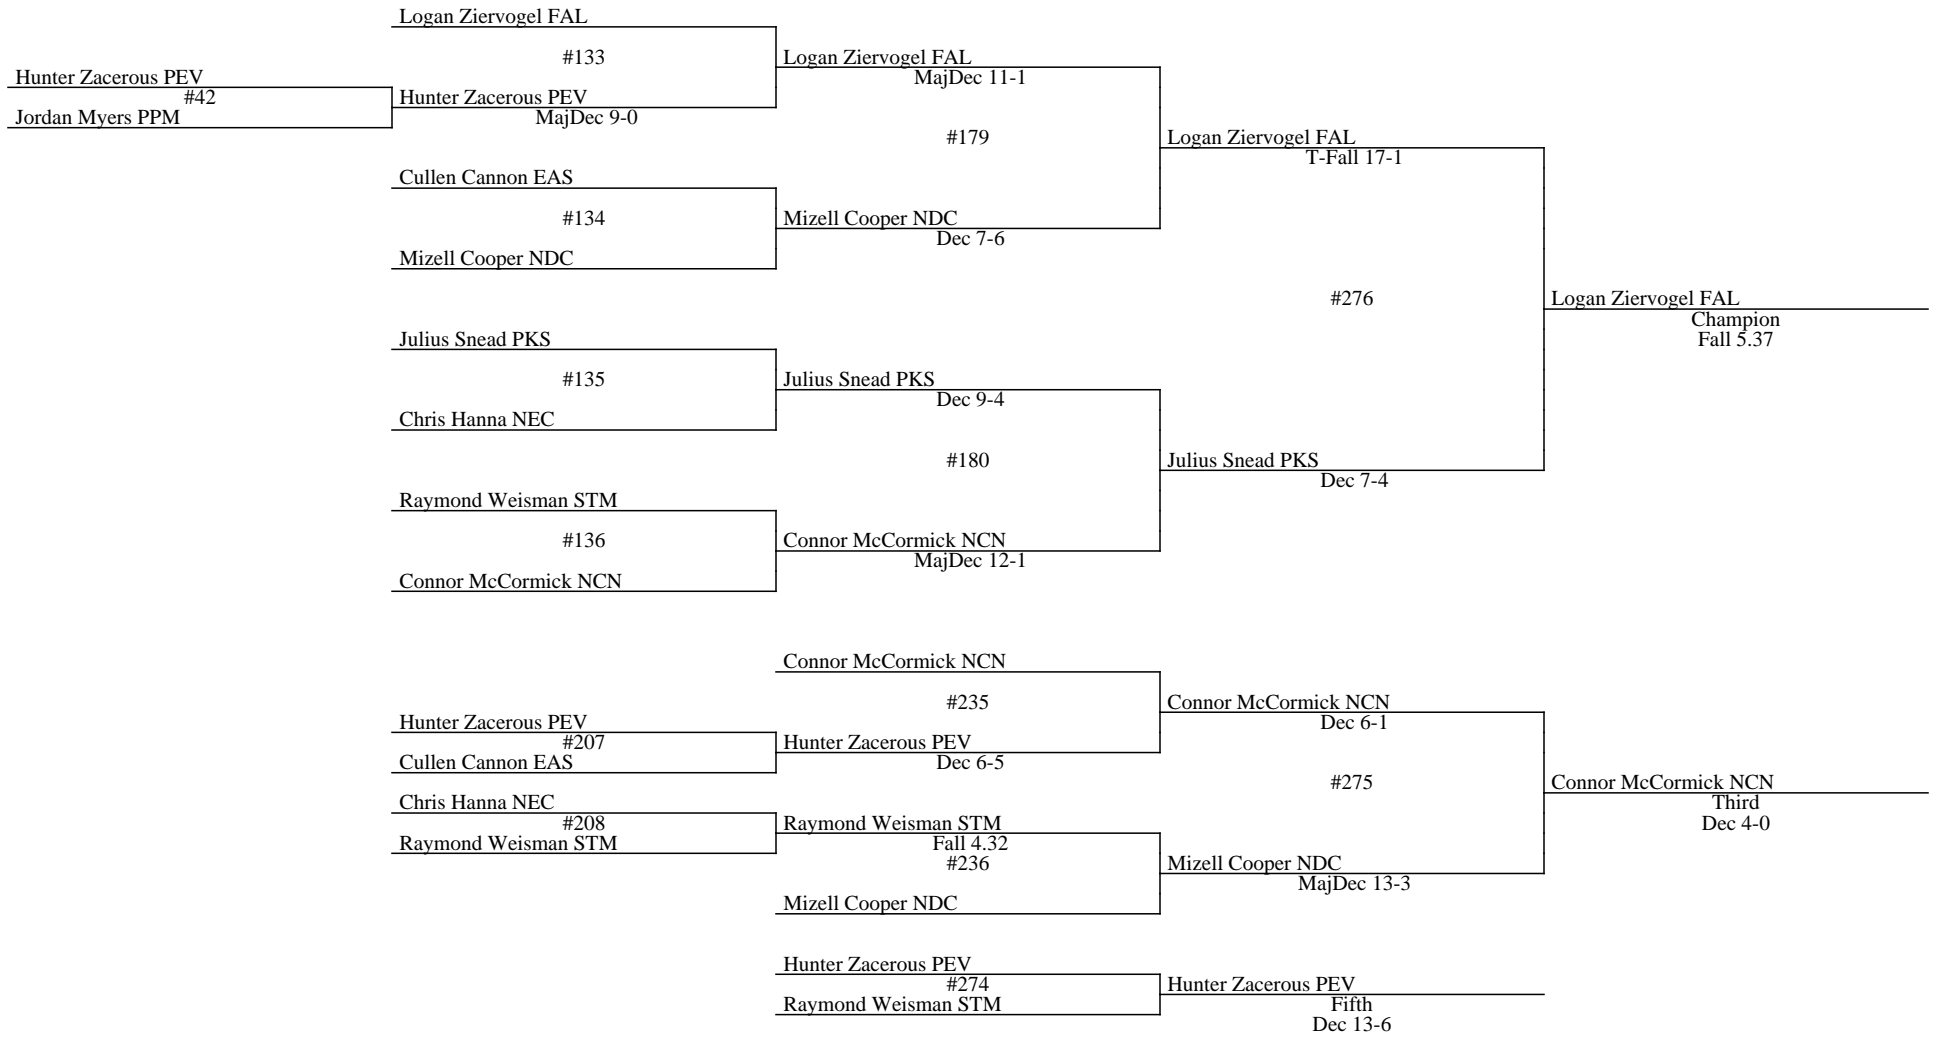 Logan Ziervogel FAL
#133
Logan Ziervogel FAL
MajDec 11-1
Hunter Zacerous PEV
#42
Jordan Myers PPM
Hunter Zacerous PEV
MajDec 9-0
#179
Logan Ziervogel FAL
T-Fall 17-1
Cullen Cannon EAS
#134
Mizell Cooper NDC
Dec 7-6
Mizell Cooper NDC
#276
Logan Ziervogel FAL
Champion
Fall 5.37
Julius Snead PKS
#135
Julius Snead PKS
Dec 9-4
Chris Hanna NEC
#180
Julius Snead PKS
Dec 7-4
Raymond Weisman STM
#136
Connor McCormick NCN
MajDec 12-1
Connor McCormick NCN
Connor McCormick NCN
#235
Connor McCormick NCN
Dec 6-1
Hunter Zacerous PEV
#207
Cullen Cannon EAS
Hunter Zacerous PEV
Dec 6-5
#275
Connor McCormick NCN
Third
Dec 4-0
Chris Hanna NEC
#208
Raymond Weisman STM
Raymond Weisman STM
Fall 4.32
#236
Mizell Cooper NDC
MajDec 13-3
Mizell Cooper NDC
Hunter Zacerous PEV
#274
Raymond Weisman STM
Hunter Zacerous PEV
Fifth
Dec 13-6